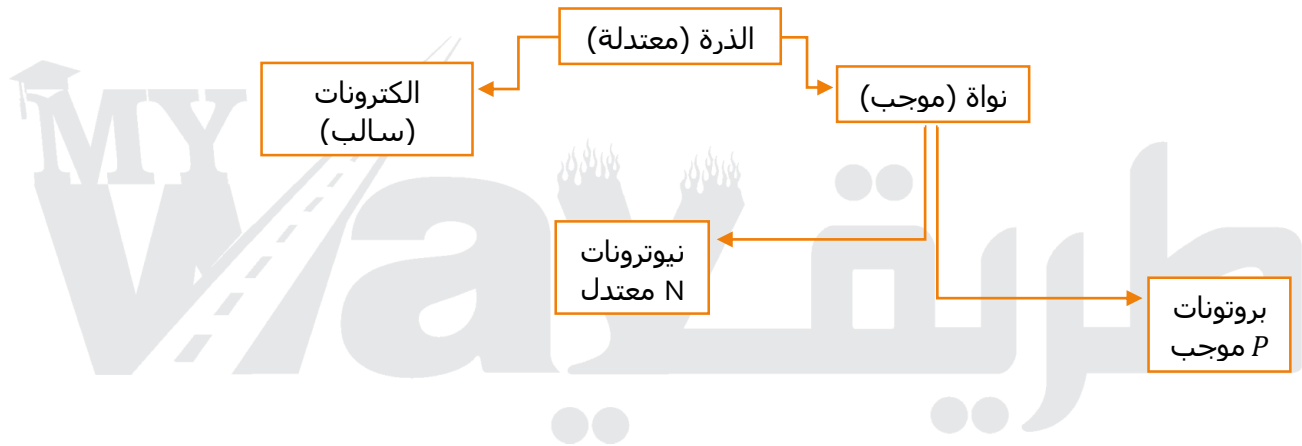 الذرة (معتدلة)
نواة (موجب)
الكترونات
(سالب)
نيوترونات
N معتدل
بروتونات
P موجب
MY
Way
طريقي